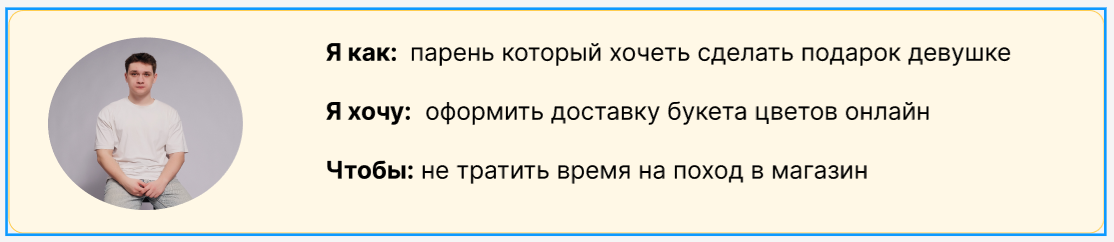 Я как: парень который хочеть сделать подарок девушке
Я хочу: оформить доставку букета цветов онлайн
Чтобы: не тратить время на поход в магазин